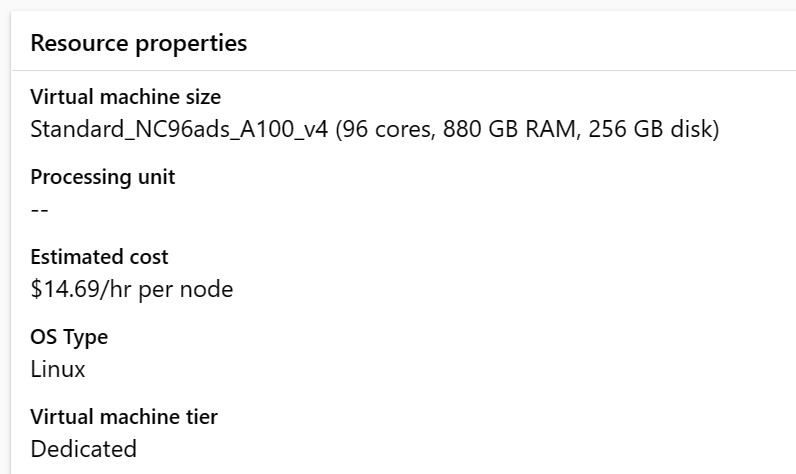 Resource properties
Virtual machine size
Standard_NC96ads_A100_v4 (96 cores, 880 GB RAM, 256 GB disk)
Processing unit
--
Estimated cost
$14.69/hr per node
OS Type
Linux
Virtual machine tier
Dedicated